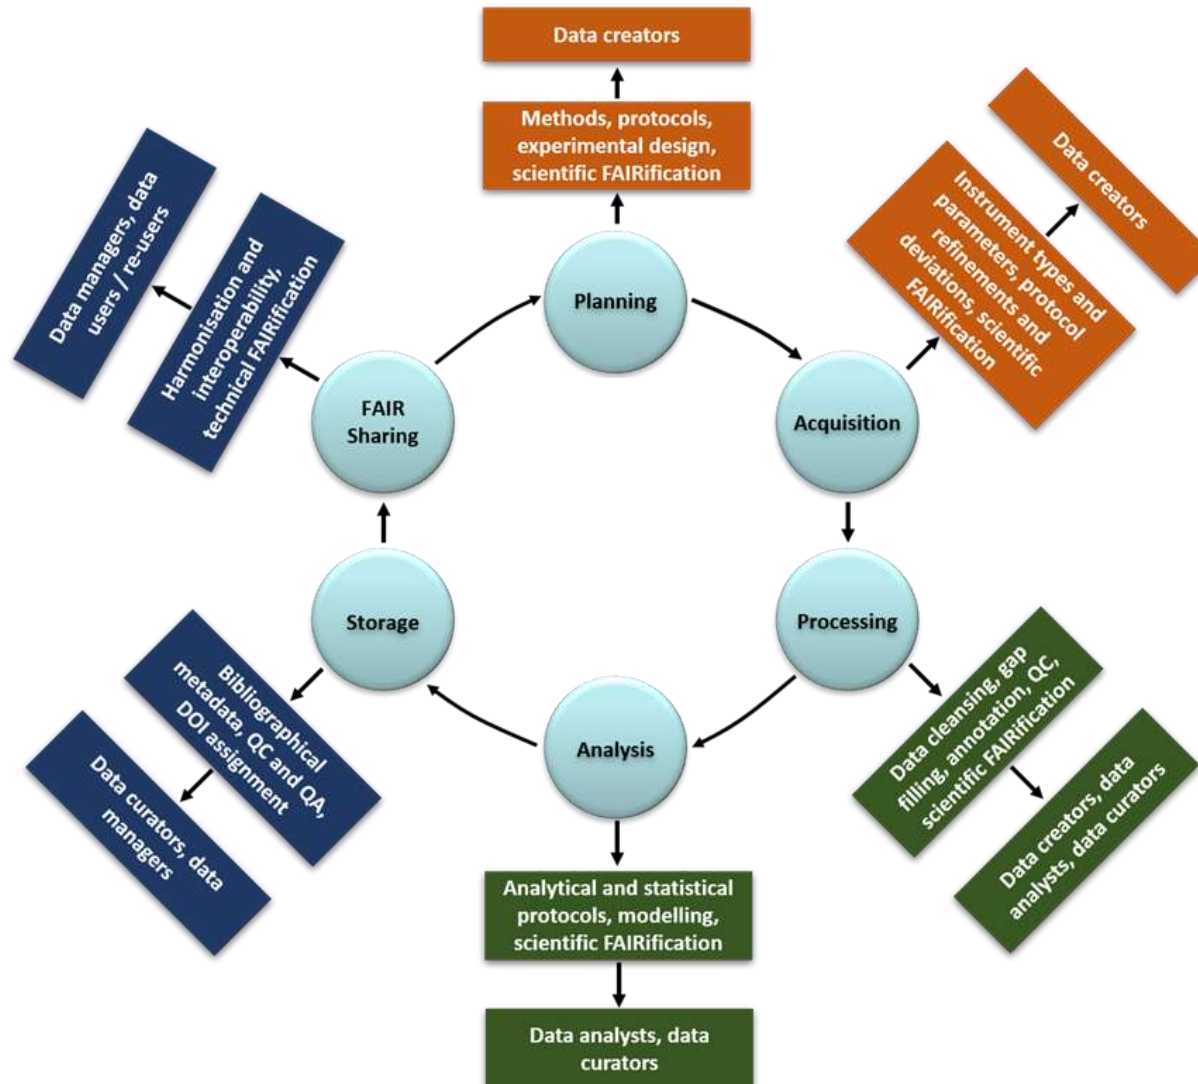 Data creators
Methods, protocols,
experimental design,
scientific FAIRification
Planning
Data creators
Instrument types and
parameters, protocol
refinements and
deviations, scientific
FAIRification
Acquisition
Processing
Data cleansing, gap
filling, annotation, QC,
scientific FAIRification
Data creators, data
analysts, data curators
Analysis
Analytical and statistical
protocols, modelling,
scientific FAIRification
Data analysts, data
curators
Storage
Bibliographical
metadata, QC and QA,
DOI assignment
Data curators, data
managers
FAIR
Sharing
Harmonisation and
interoperability,
technical FAIRification
Data managers, data
users / re-users